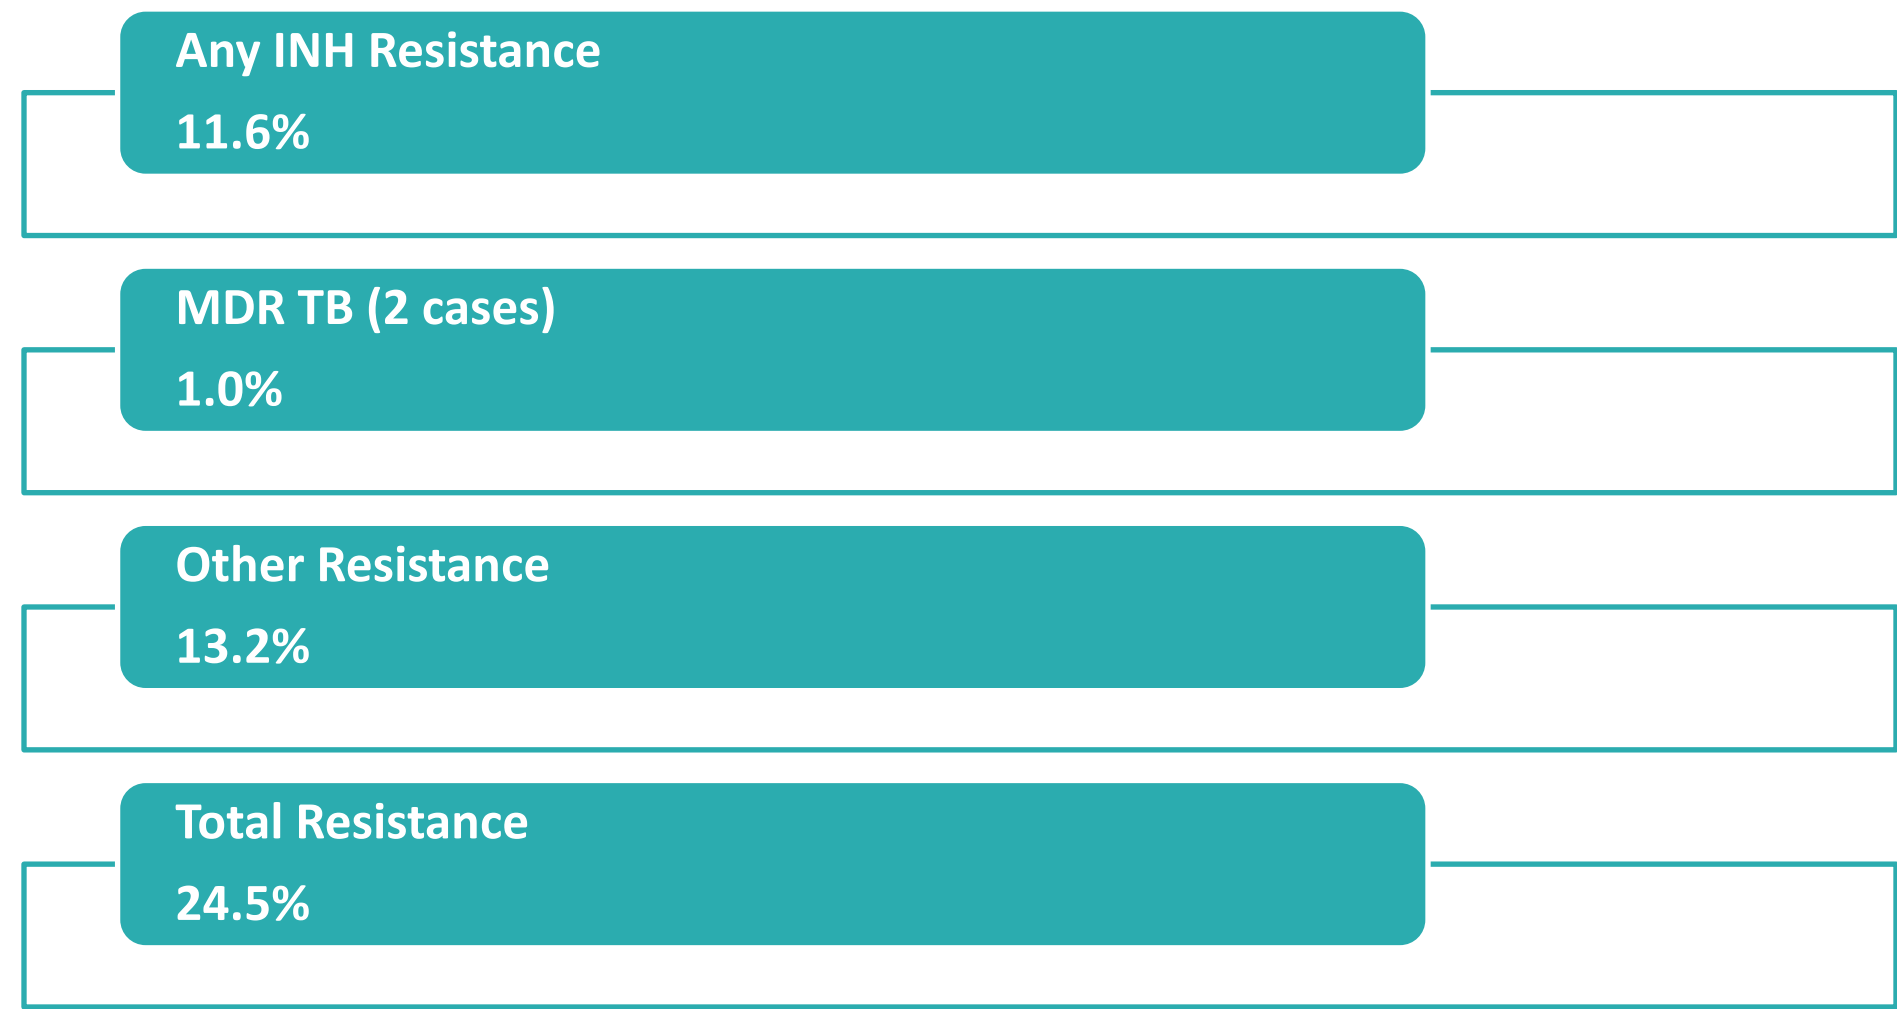 Any INH Resistance
11.6%
MDR TB (2 cases)
1.0%
Other Resistance
13.2%
Total Resistance
24.5%